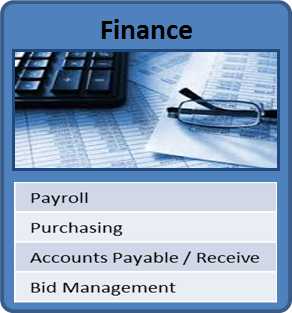 Finance
Payroll
Purchasing
Accounts Payable / Receive
Bid Management